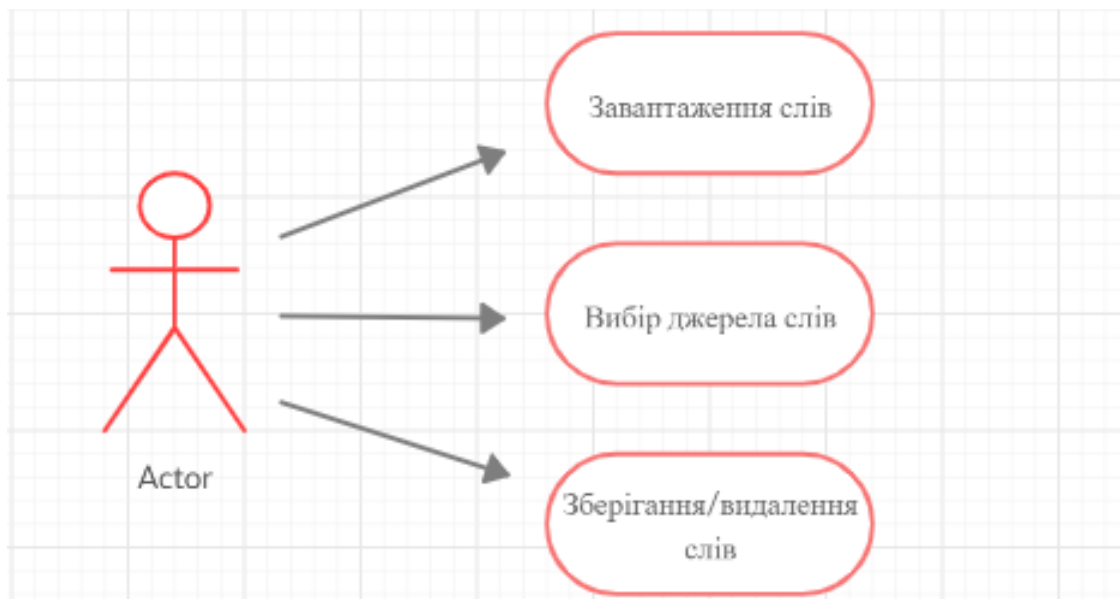 Завантаження слів
Вибір джерела слів
Actor
Зберігання/видалення
слів